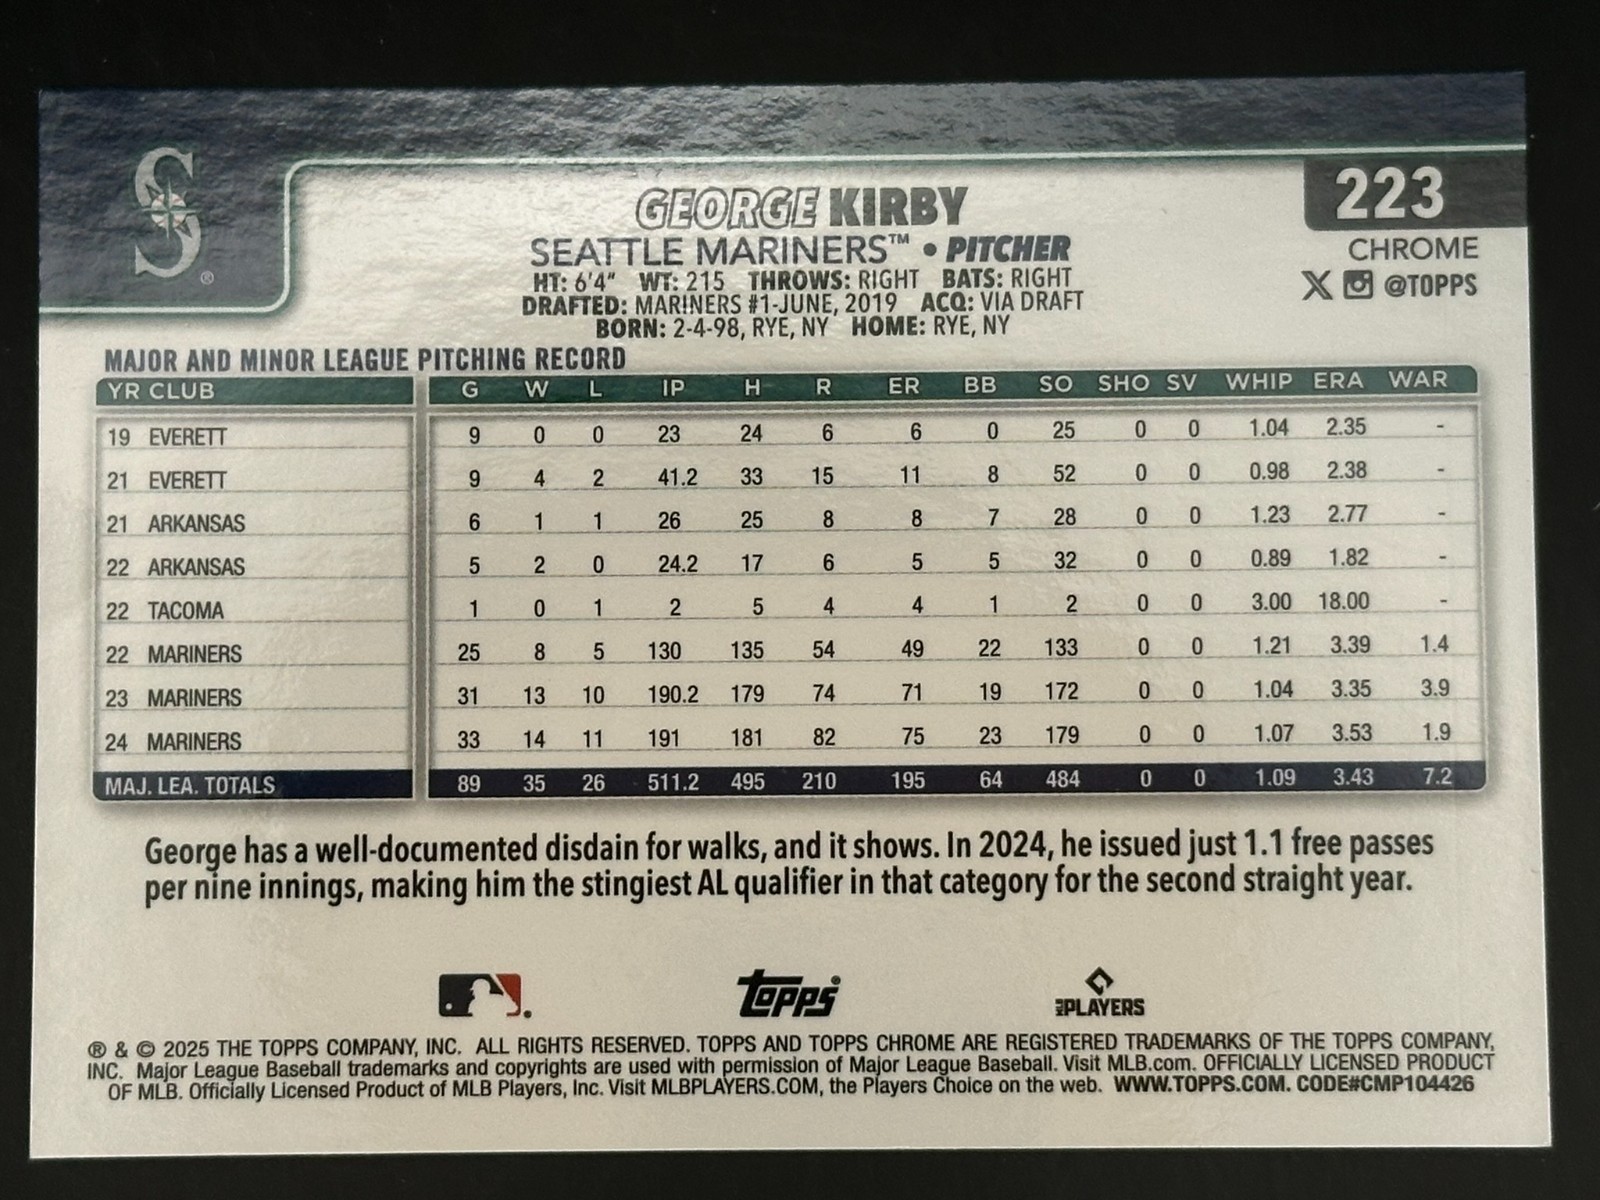 S ®
223
GEORGE KIRBY
CHROME
SEATTLE MARINERS™ • PITCHER
@TOPPS
HT: 6'4" WT: 215 THROWS: RIGHT BATS: RIGHT
DRAFTED: MARINERS #1-JUNE, 2019 ACQ: VIA DRAFT
BORN: 2-4-98, RYE, NY HOME: RYE, NY
MAJOR AND MINOR LEAGUE PITCHING RECORD
YR CLUB G W L IP H R ER BB SO SHO SV WHIP ERA WAR
19 EVERETT 9 0 0 23 24 6 6 0 25 0 0 1.04 2.35 -
21 EVERETT 9 4 2 41.2 33 15 11 8 52 0 0 0.98 2.38 -
21 ARKANSAS 6 1 1 26 25 8 8 7 28 0 0 1.23 2.77 -
22 ARKANSAS 5 2 0 24.2 17 6 5 5 32 0 0 0.89 1.82 -
22 TACOMA 1 0 1 2 5 4 4 1 2 0 0 3.00 18.00 -
22 MARINERS 25 8 5 130 135 54 49 22 133 0 0 1.21 3.39 1.4
23 MARINERS 31 13 10 190.2 179 74 71 19 172 0 0 1.04 3.35 3.9
24 MARINERS 33 14 11 191 181 82 75 23 179 0 0 1.07 3.53 1.9
MAJ. LEA. TOTALS 89 35 26 511.2 495 210 195 64 484 0 0 1.09 3.43 7.2
George has a well-documented disdain for walks, and it shows. In 2024, he issued just 1.1 free passes
per nine innings, making him the stingiest AL qualifier in that category for the second straight year.
topps® MLB PLAYERS
® & © 2025 THE TOPPS COMPANY, INC. ALL RIGHTS RESERVED. TOPPS AND TOPPS CHROME ARE REGISTERED TRADEMARKS OF THE TOPPS COMPANY,
INC. Major League Baseball trademarks and copyrights are used with permission of Major League Baseball. Visit MLB.com. OFFICIALLY LICENSED PRODUCT
OF MLB. Officially Licensed Product of MLB Players, Inc. Visit MLBPLAYERS.COM, the Players Choice on the web. WWW.TOPPS.COM. CODE#CMP104426